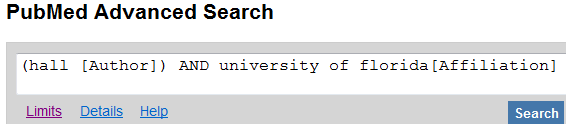 PubMed Advanced Search
(hall [Author]) AND university of florida[Affiliation]
Limits Details Help Search